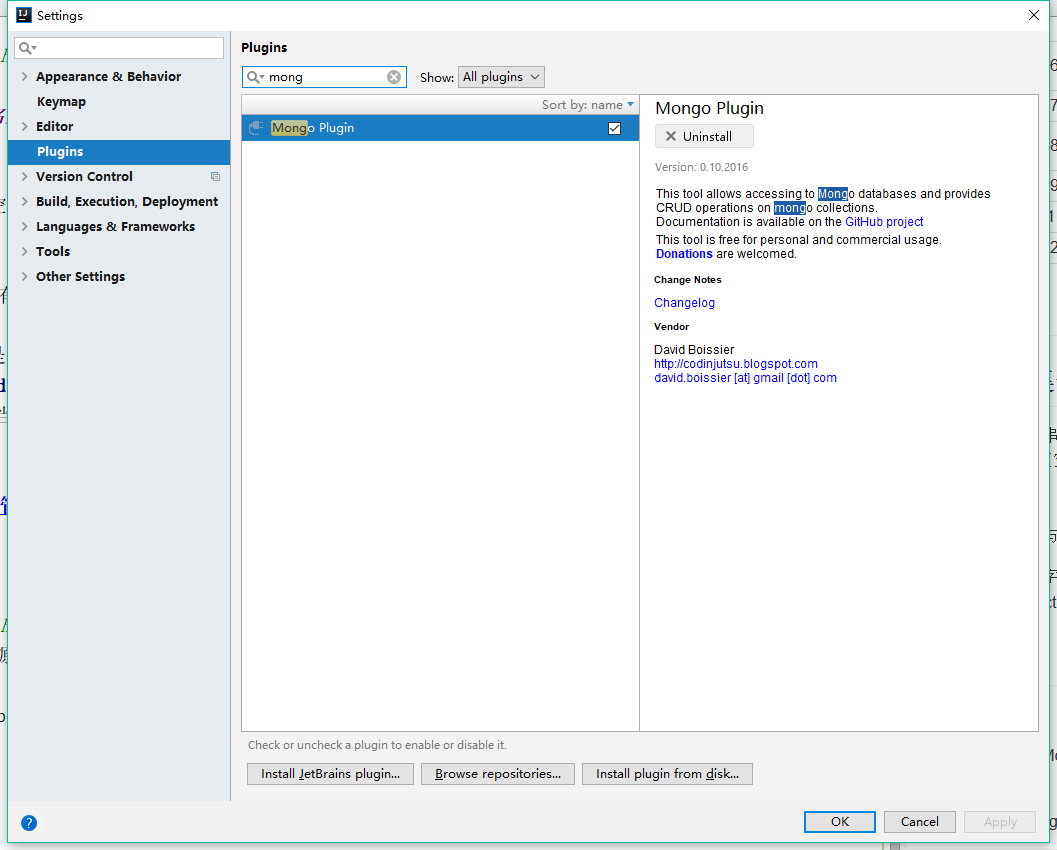 Settings
Plugins
mong
Show: All plugins
Appearance & Behavior
Keymap
Editor
Plugins
Version Control
Build, Execution, Deployment
Languages & Frameworks
Tools
Other Settings
Sort by: name
Mongo Plugin
Mongo Plugin
Uninstall
Version: 0.10.2016
This tool allows accessing to Mongo databases and provides
CRUD operations on mongo collections.
Documentation is available on the GitHub project
This tool is free for personal and commercial usage.
Donations are welcomed.
Change Notes
Changelog
Vendor
David Boissier
http://codinjutsu.blogspot.com
david.boissier [at] gmail [dot] com
Check or uncheck a plugin to enable or disable it.
Install JetBrains plugin...
Browse repositories...
Install plugin from disk...
?
OK
Cancel
Apply